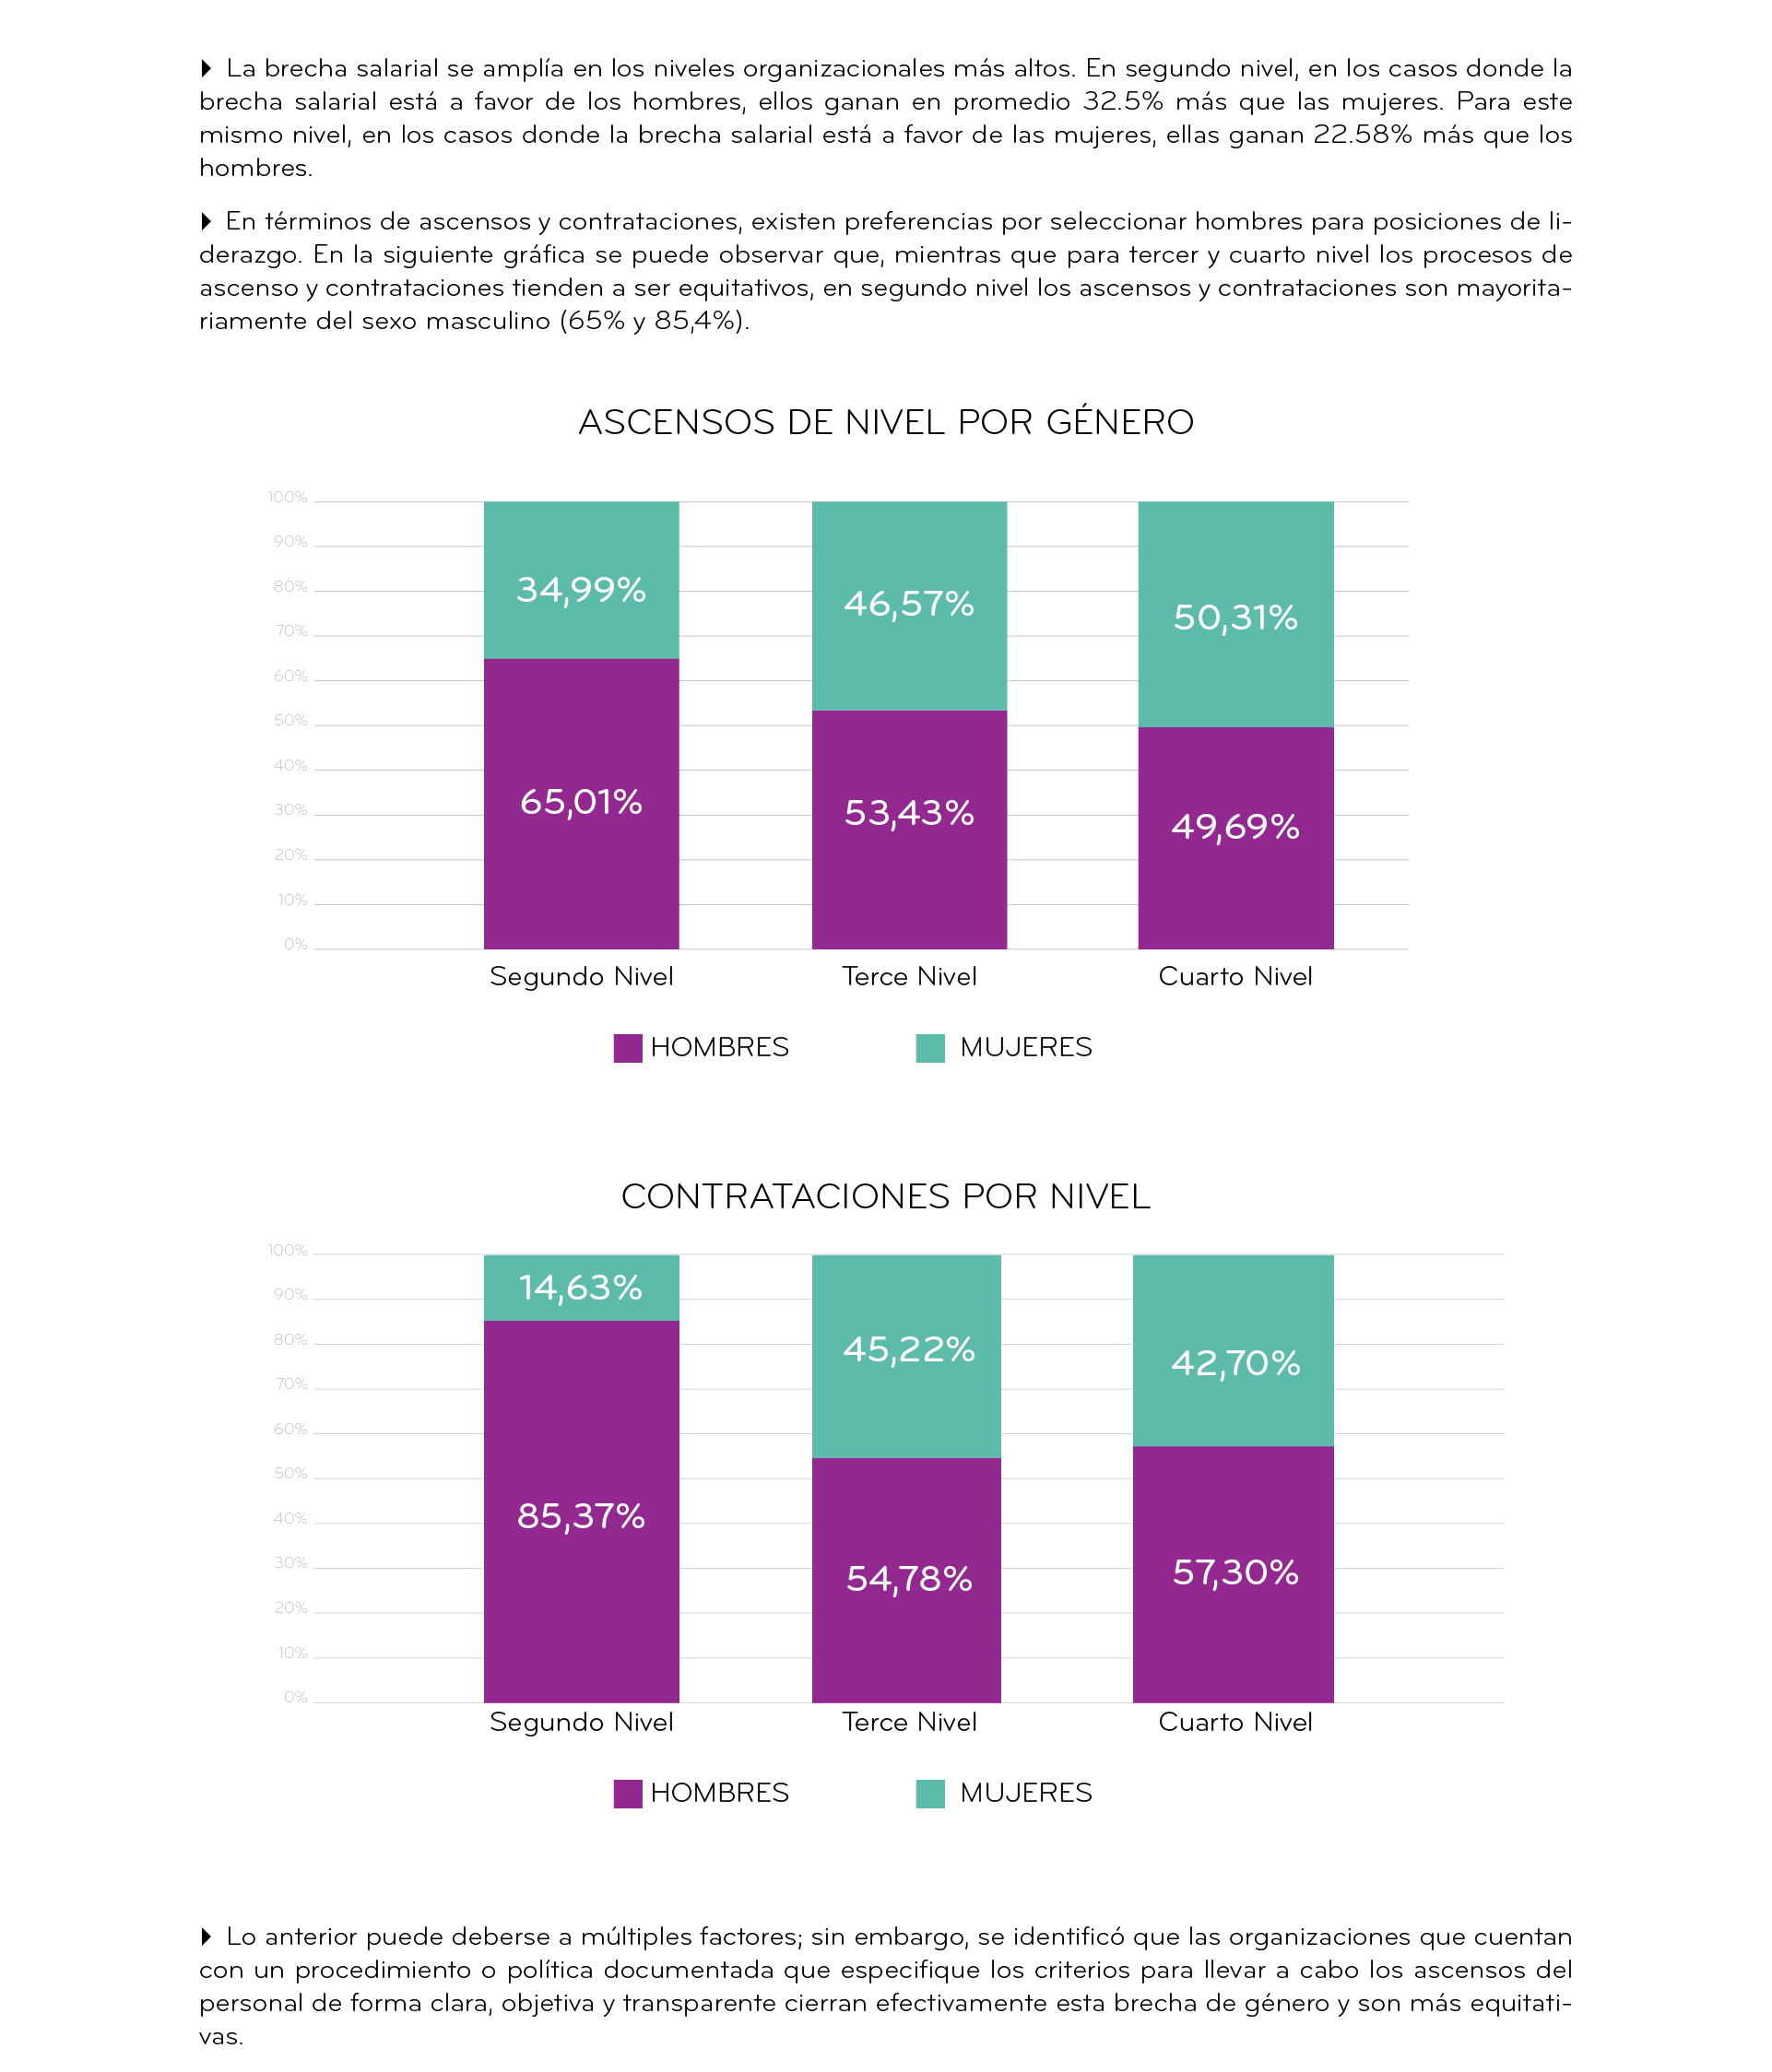 La brecha salarial se amplía en los niveles organizacionales más altos. En segundo nivel, en los casos donde la
brecha salarial está a favor de los hombres, ellos ganan en promedio 32.5% más que las mujeres. Para este
mismo nivel, en los casos donde la brecha salarial está a favor de las mujeres, ellas ganan 22.58% más que los
hombres.
En términos de ascensos y contrataciones, existen preferencias por seleccionar hombres para posiciones de li-
derazgo. En la siguiente gráfica se puede observar que, mientras que para tercer y cuarto nivel los procesos de
ascenso y contrataciones tienden a ser equitativos, en segundo nivel los ascensos y contrataciones son mayorita-
riamente del sexo masculino (65% y 85,4%).
ASCENSOS DE NIVEL POR GÉNERO
100%
90%
80%
70%
60%
50%
40%
30%
20%
10%
0%
34,99%
46,57%
50,31%
65,01%
53,43%
49,69%
Segundo Nivel
Terce Nivel
Cuarto Nivel
HOMBRES
MUJERES
CONTRATACIONES POR NIVEL
100%
90%
80%
70%
60%
50%
40%
30%
20%
10%
0%
14,63%
45,22%
42,70%
85,37%
54,78%
57,30%
Segundo Nivel
Terce Nivel
Cuarto Nivel
HOMBRES
MUJERES
Lo anterior puede deberse a múltiples factores; sin embargo, se identificó que las organizaciones que cuentan
con un procedimiento o política documentada que especifique los criterios para llevar a cabo los ascensos del
personal de forma clara, objetiva y transparente cierran efectivamente esta brecha de género y son más equitati-
vas.